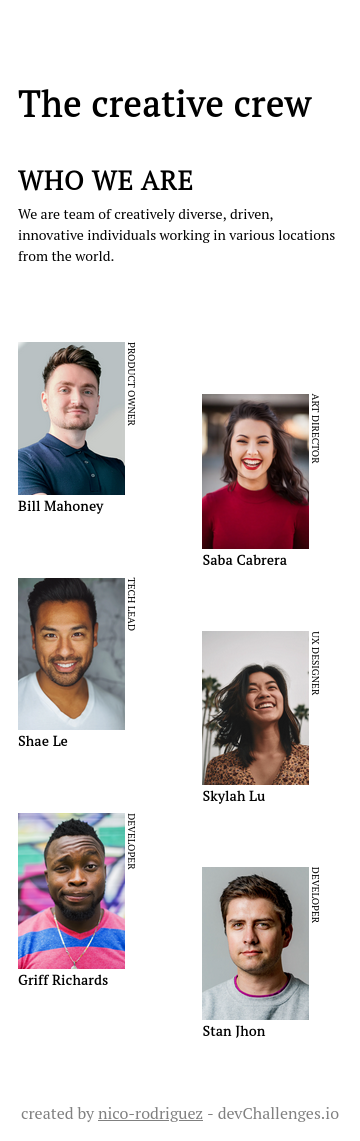 The creative crew
WHO WE ARE
We are team of creatively diverse, driven,
innovative individuals working in various locations
from the world.
PRODUCT OWNER
Bill Mahoney
ART DIRECTOR
Saba Cabrera
TECH LEAD
Shae Le
UX DESIGNER
Skylah Lu
DEVELOPER
Griff Richards
DEVELOPER
Stan Jhon
created by nico-rodriguez - devChallenges.io